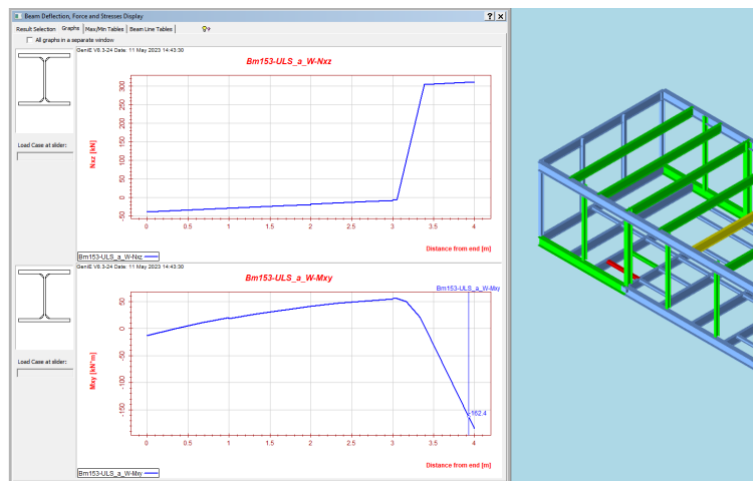 Beam Deflection, Force and Stresses Display
Result Selection Graphs Max/Min Tables Beam Line Tables
All graphs in a separate window
GeniE V8.3-24 Date: 11 May 2023 14:43:00
Bm153-ULS_a_W-Nxz
Load Case at slider:
Nxz [kN]
300
250
200
150
100
50
0
-50
0 0.5 1 1.5 2 2.5 3 3.5 4
Distance from end [m]
Bm153-ULS_a_W-Nxz
GeniE V8.3-24 Date: 11 May 2023 14:43:00
Bm153-ULS_a_W-Mxy
Bm153-ULS_a_W-Mxy
Load Case at slider:
Mxy [kN*m]
50
0
-50
-100
-150
-162.4
0 0.5 1 1.5 2 2.5 3 3.5 4
Distance from end [m]
Bm153-ULS_a_W-Mxy